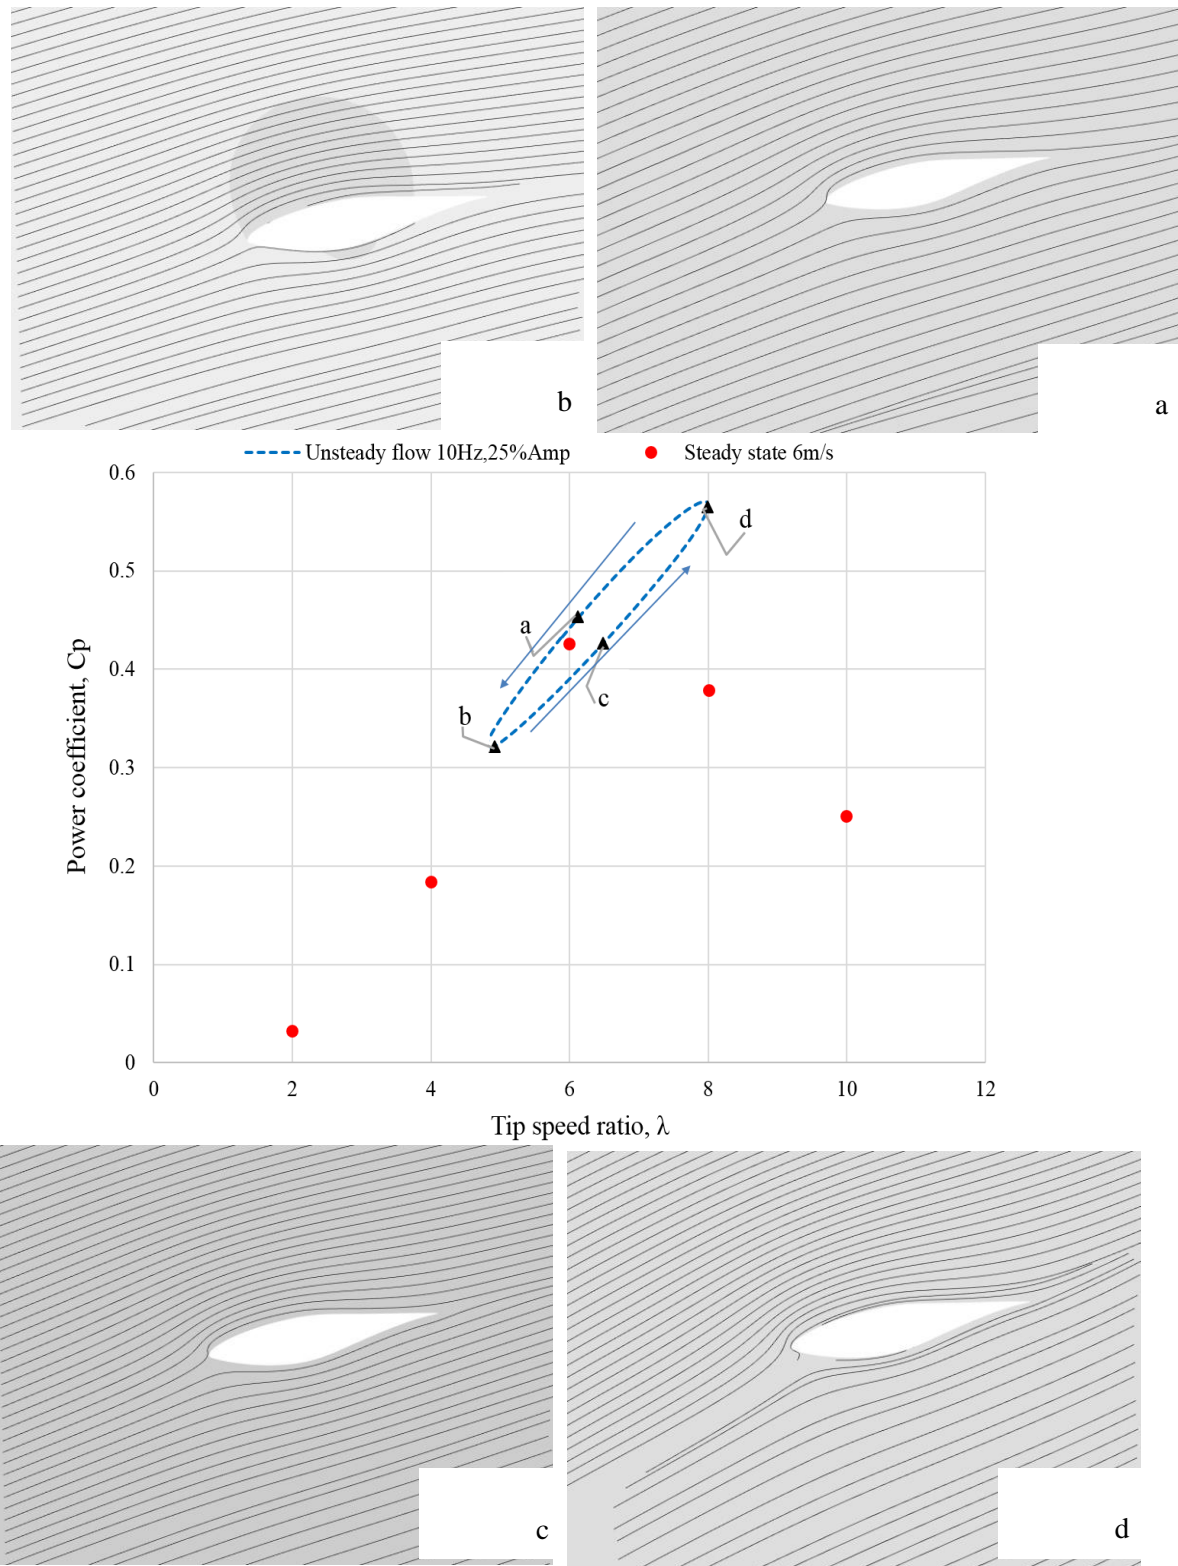 b
a
Unsteady flow 10Hz,25%Amp
Steady state 6m/s
0.6
0.5
0.4
0.3
0.2
0.1
0
d
a
c
b
Power coefficient, Cp
0 2 4 6 8 10 12
Tip speed ratio, λ
c
d